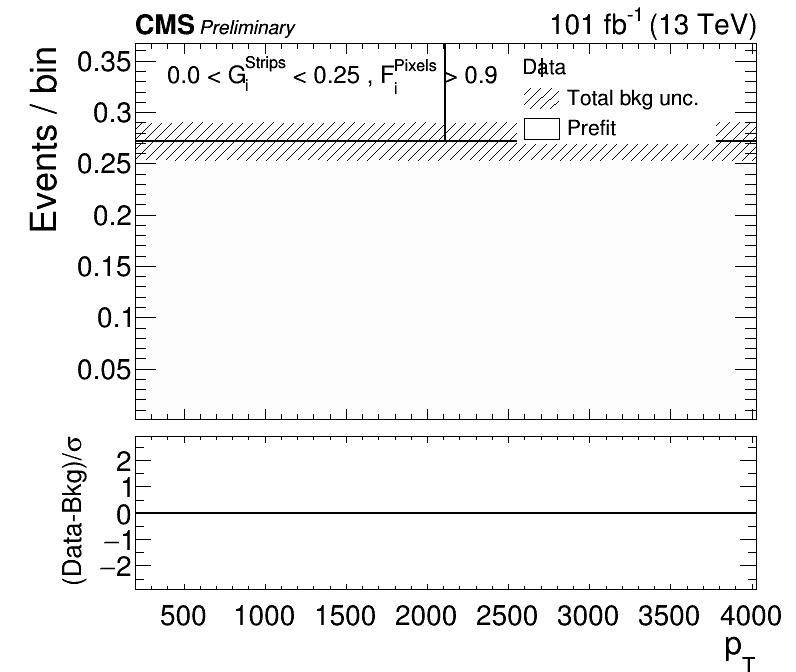 CMS Preliminary 101 fb-1 (13 TeV)
Events / bin
0.35
0.3
0.25
0.2
0.15
0.1
0.05
0.0 < GiStrips < 0.25 , FiPixels > 0.9
Data
Total bkg unc.
Prefit
(Data-Bkg)/σ
2
1
0
−1
−2
500 1000 1500 2000 2500 3000 3500 4000
pT